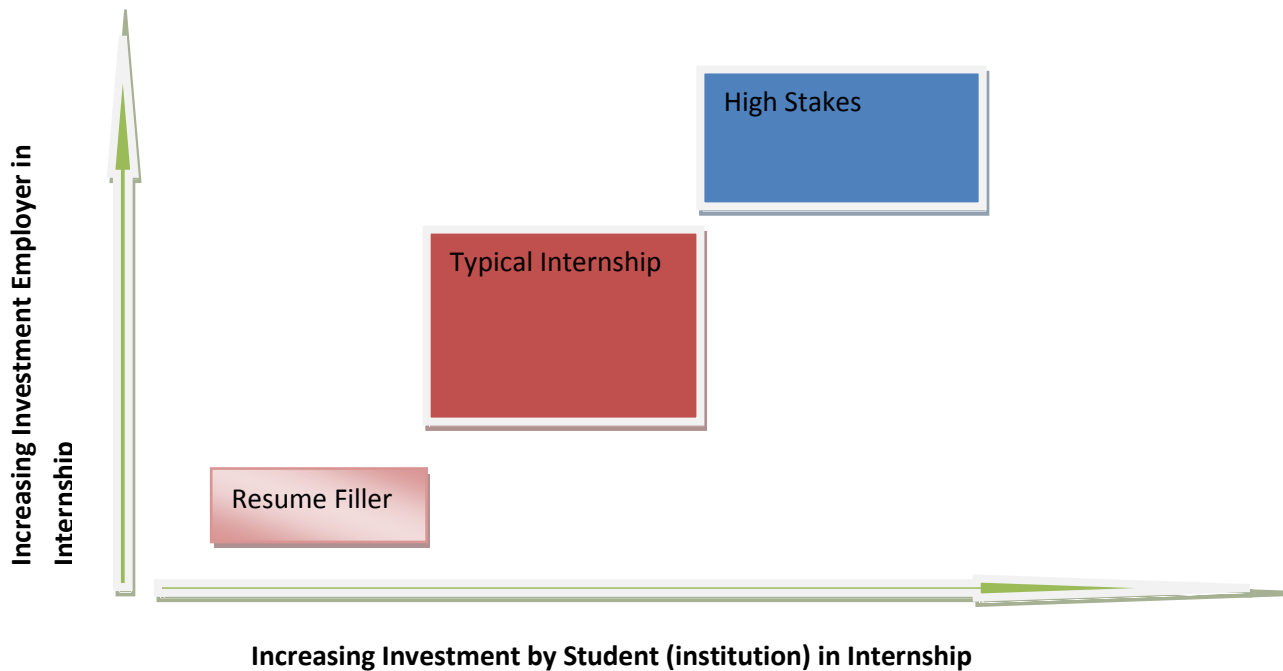 High Stakes
Typical Internship
Resume Filler
Increasing Investment Employer in
Internship
Increasing Investment by Student (institution) in Internship